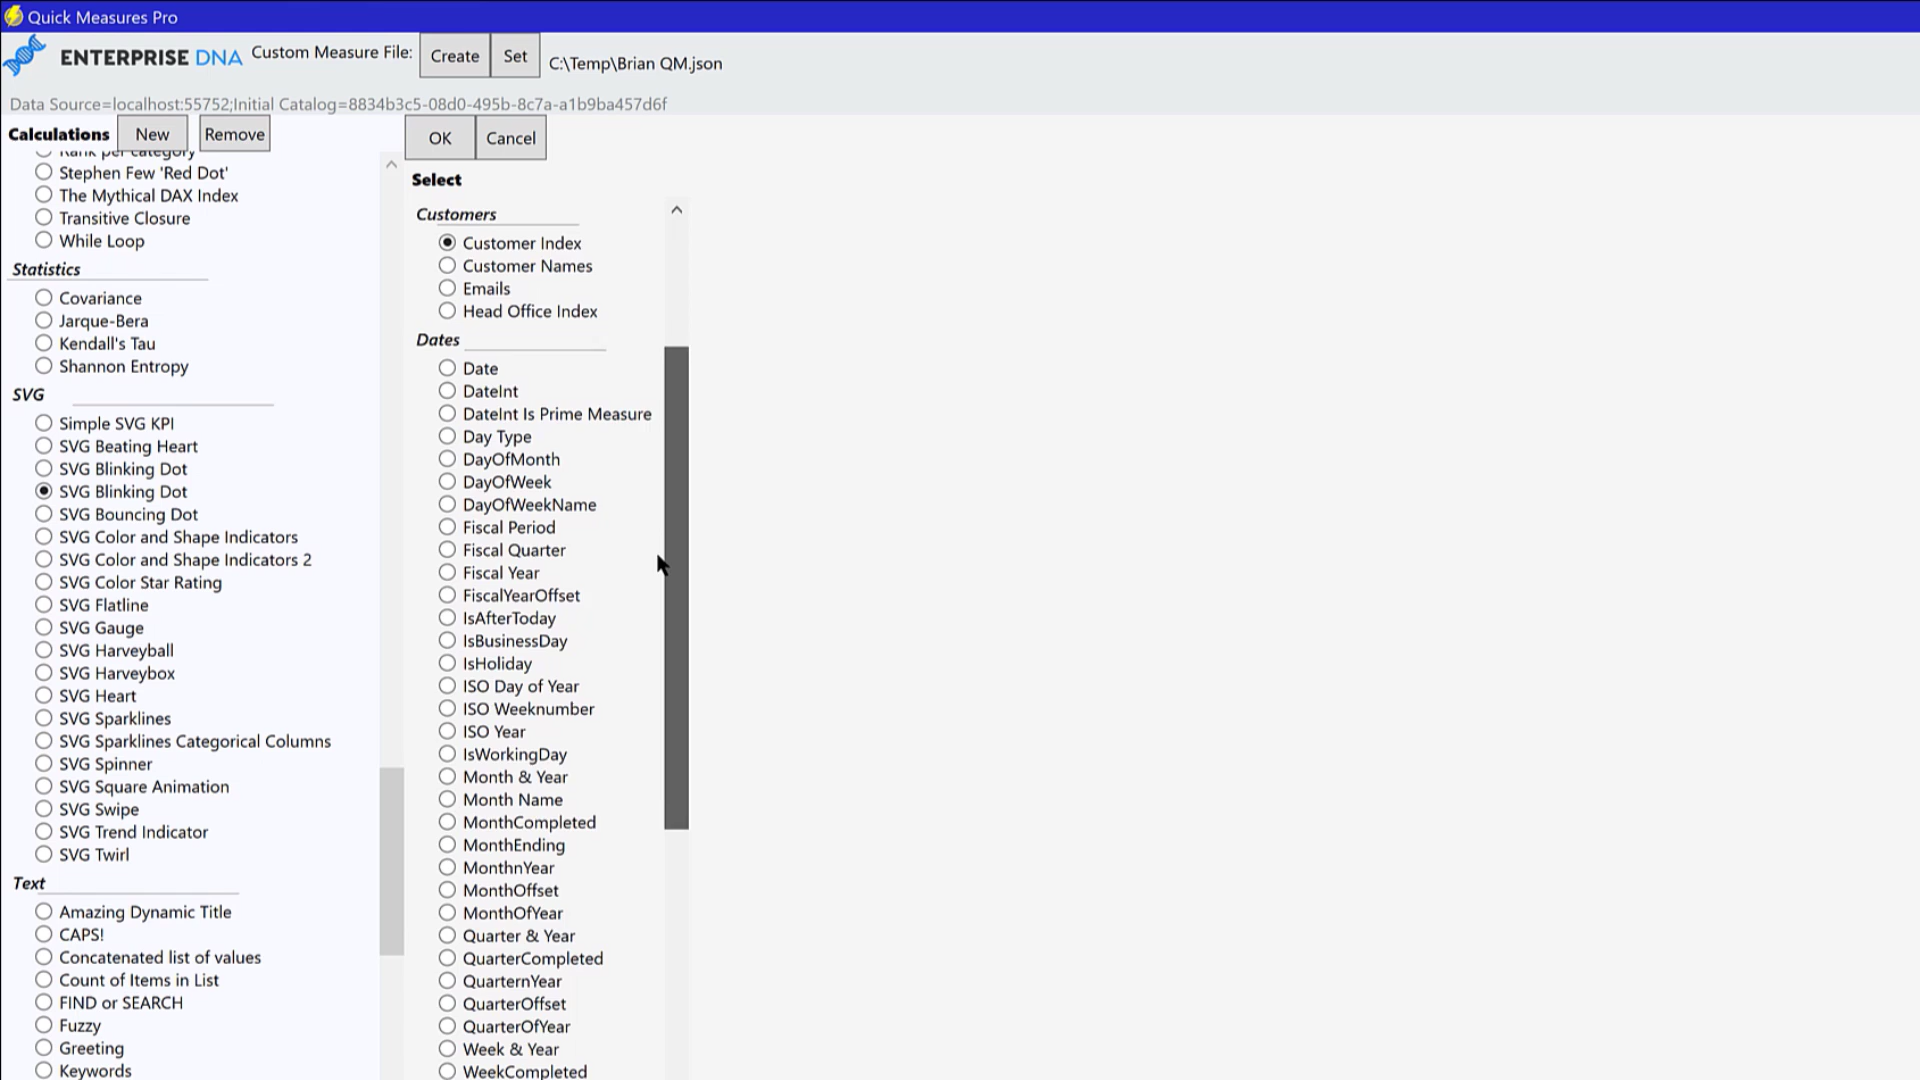 Quick Measures Pro
ENTERPRISE DNA Custom Measure File: Create Set C:\Temp\Brian QM.json
Data Source=localhost:55752;Initial Catalog=8834b3c5-08d0-495b-8c7a-a1b9ba457d6f
Calculations New Remove
Rank per category
Stephen Few 'Red Dot'
The Mythical DAX Index
Transitive Closure
While Loop
Statistics
Covariance
Jarque-Bera
Kendall's Tau
Shannon Entropy
SVG
Simple SVG KPI
SVG Beating Heart
SVG Blinking Dot
SVG Blinking Dot
SVG Bouncing Dot
SVG Color and Shape Indicators
SVG Color and Shape Indicators 2
SVG Color Star Rating
SVG Flatline
SVG Gauge
SVG Harveyball
SVG Harveybox
SVG Heart
SVG Sparklines
SVG Sparklines Categorical Columns
SVG Spinner
SVG Square Animation
SVG Swipe
SVG Trend Indicator
SVG Twirl
Text
Amazing Dynamic Title
CAPS!
Concatenated list of values
Count of Items in List
FIND or SEARCH
Fuzzy
Greeting
Keywords
OK Cancel
Select
Customers
Customer Index
Customer Names
Emails
Head Office Index
Dates
Date
DateInt
DateInt Is Prime Measure
Day Type
DayOfMonth
DayOfWeek
DayOfWeekName
Fiscal Period
Fiscal Quarter
Fiscal Year
FiscalYearOffset
IsAfterToday
IsBusinessDay
IsHoliday
ISO Day of Year
ISO Weeknumber
ISO Year
IsWorkingDay
Month & Year
Month Name
MonthCompleted
MonthEnding
MonthnYear
MonthOffset
MonthOfYear
Quarter & Year
QuarterCompleted
QuarternYear
QuarterOffset
QuarterOfYear
Week & Year
WeekCompleted